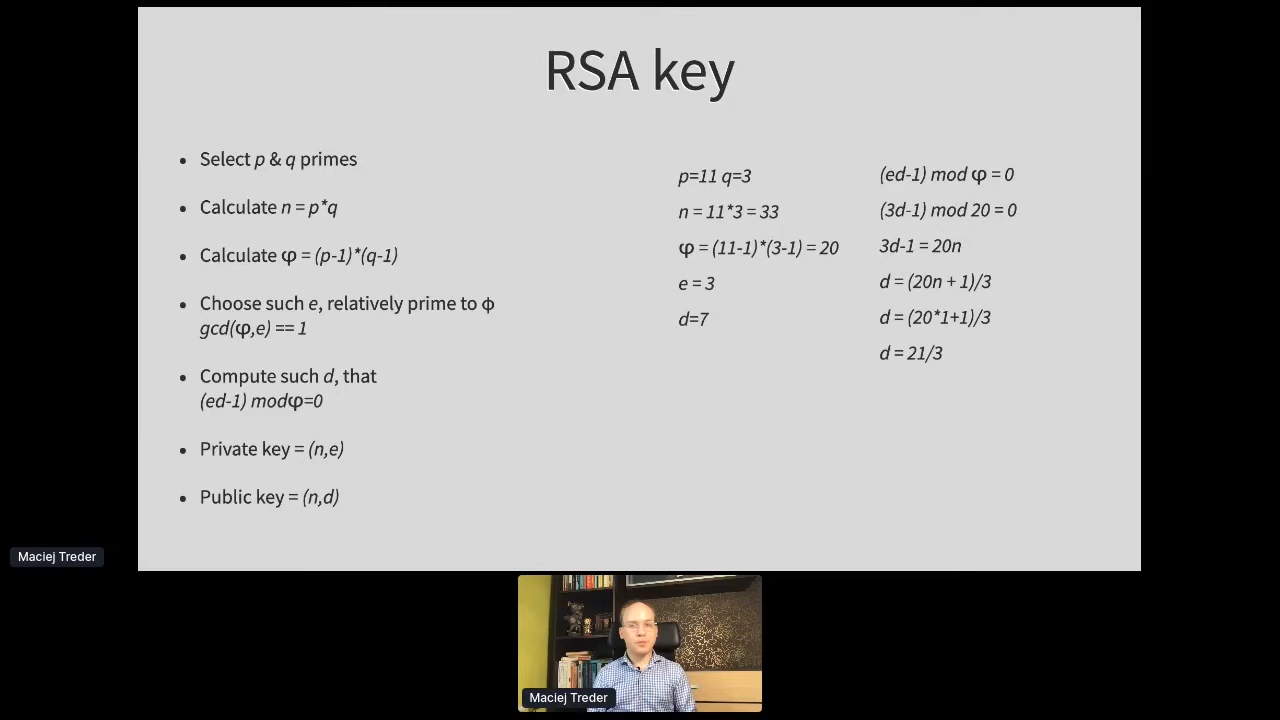 RSA key
Select p & q primes
Calculate n = p*q
Calculate φ = (p-1)*(q-1)
Choose such e, relatively prime to ϕ
gcd(φ,e) == 1
Compute such d, that
(ed-1) modφ=0
Private key = (n,e)
Public key = (n,d)
p=11 q=3
n = 11*3 = 33
φ = (11-1)*(3-1) = 20
e = 3
d=7
(ed-1) mod φ = 0
(3d-1) mod 20 = 0
3d-1 = 20n
d = (20n + 1)/3
d = (20*1+1)/3
d = 21/3
Maciej Treder
Maciej Treder